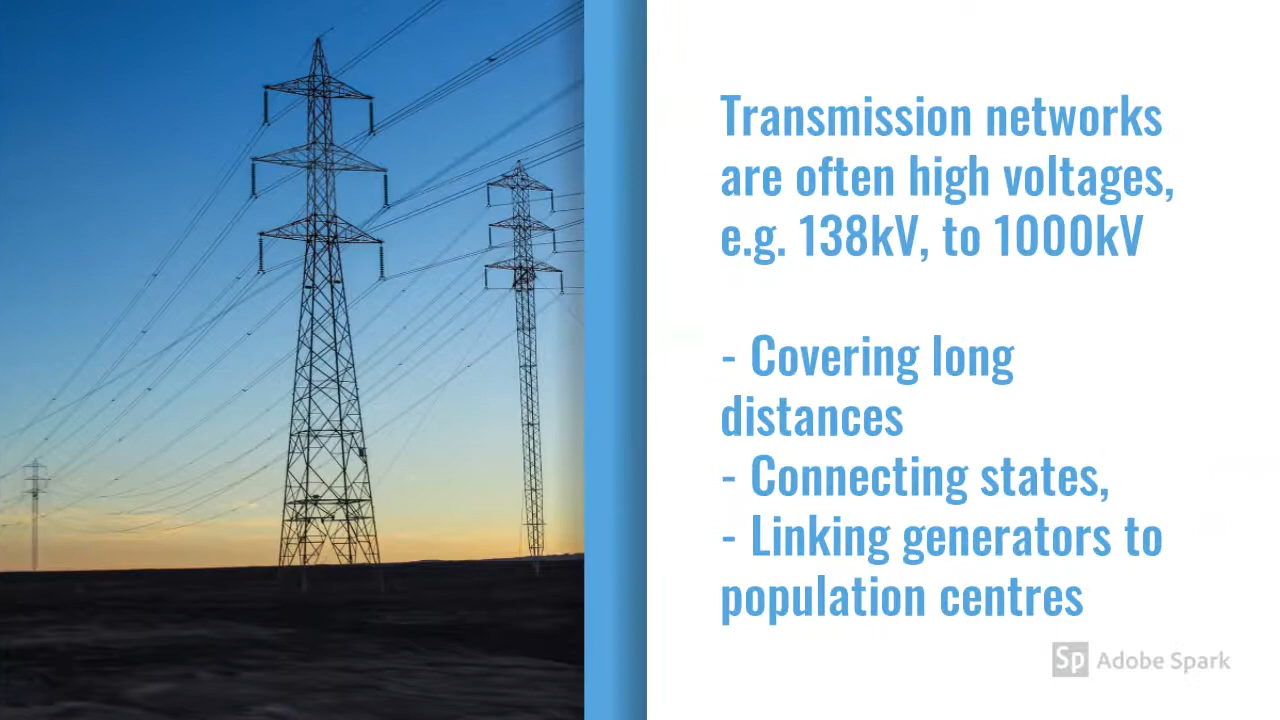 Transmission networks
are often high voltages,
e.g. 138kV, to 1000kV
- Covering long
distances
- Connecting states,
- Linking generators to
population centres
Sp Adobe Spark